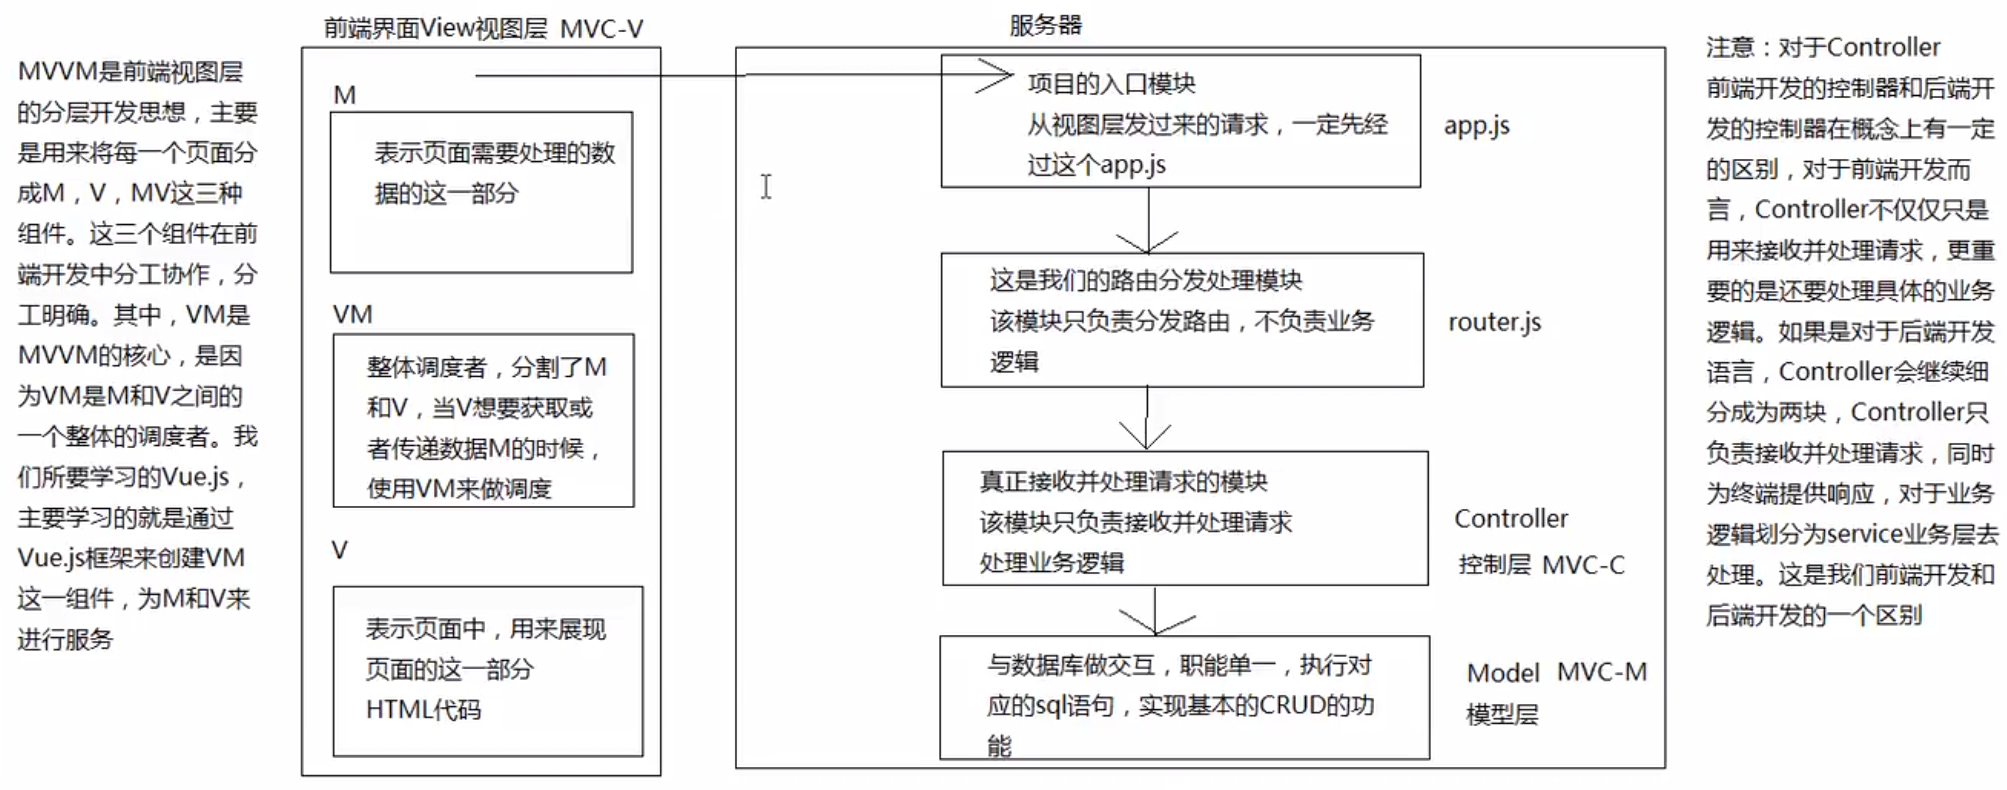 MVVM是前端视图层
的分层开发思想，主要
是用来将每一个页面分
成M，V，MV这三种
组件。这三个组件在前
端开发中分工协作，分
工明确。其中，VM是
MVVM的核心，是因
为VM是M和V之间的
一个整体的调度者。我
们所要学习的Vue.js，
主要学习的就是通过
Vue.js框架来创建VM
这一组件，为M和V来
进行服务
前端界面View视图层 MVC-V
M
表示页面需要处理的数
据的这一部分
VM
整体调度者，分割了M
和V，当V想要获取或
者传递数据M的时候，
使用VM来做调度
V
表示页面中，用来展现
页面的这一部分
HTML代码
服务器
项目的入口模块
从视图层发过来的请求，一定先经
过这个app.js
app.js
这是我们的路由分发处理模块
该模块只负责分发路由，不负责业务
逻辑
router.js
真正接收并处理请求的模块
该模块只负责接收并处理请求
处理业务逻辑
Controller
控制层 MVC-C
与数据库做交互，职能单一，执行对
应的sql语句，实现基本的CRUD的功
能
Model MVC-M
模型层
注意：对于Controller
前端开发的控制器和后端开
发的控制器在概念上有一定
的区别，对于前端开发而
言，Controller不仅仅只是
用来接收并处理请求，更重
要的是还要处理具体的业务
逻辑。如果是对于后端开发
语言，Controller会继续细
分成为两块，Controller只
负责接收并处理请求，同时
为终端提供响应，对于业务
逻辑划分为service业务层去
处理。这是我们前端开发和
后端开发的一个区别